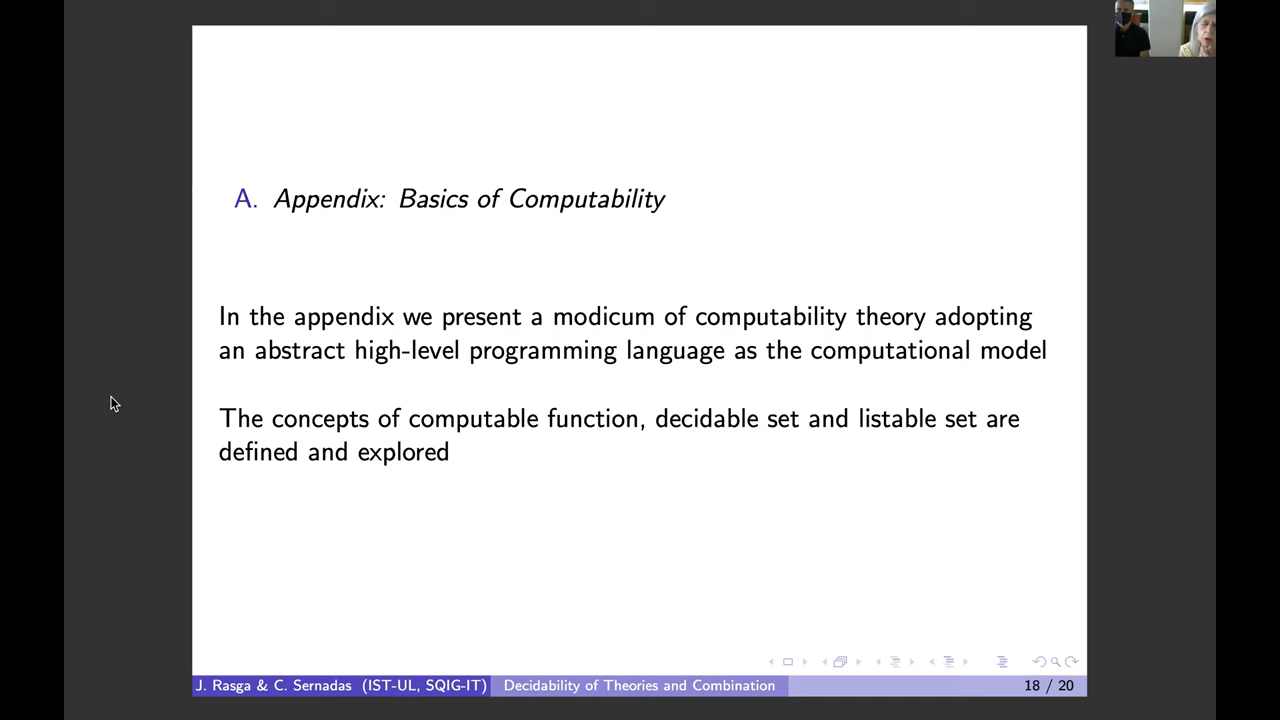 A. Appendix: Basics of Computability
In the appendix we present a modicum of computability theory adopting
an abstract high-level programming language as the computational model
The concepts of computable function, decidable set and listable set are
defined and explored
J. Rasga & C. Sernadas (IST-UL, SQIG-IT) Decidability of Theories and Combination 18 / 20